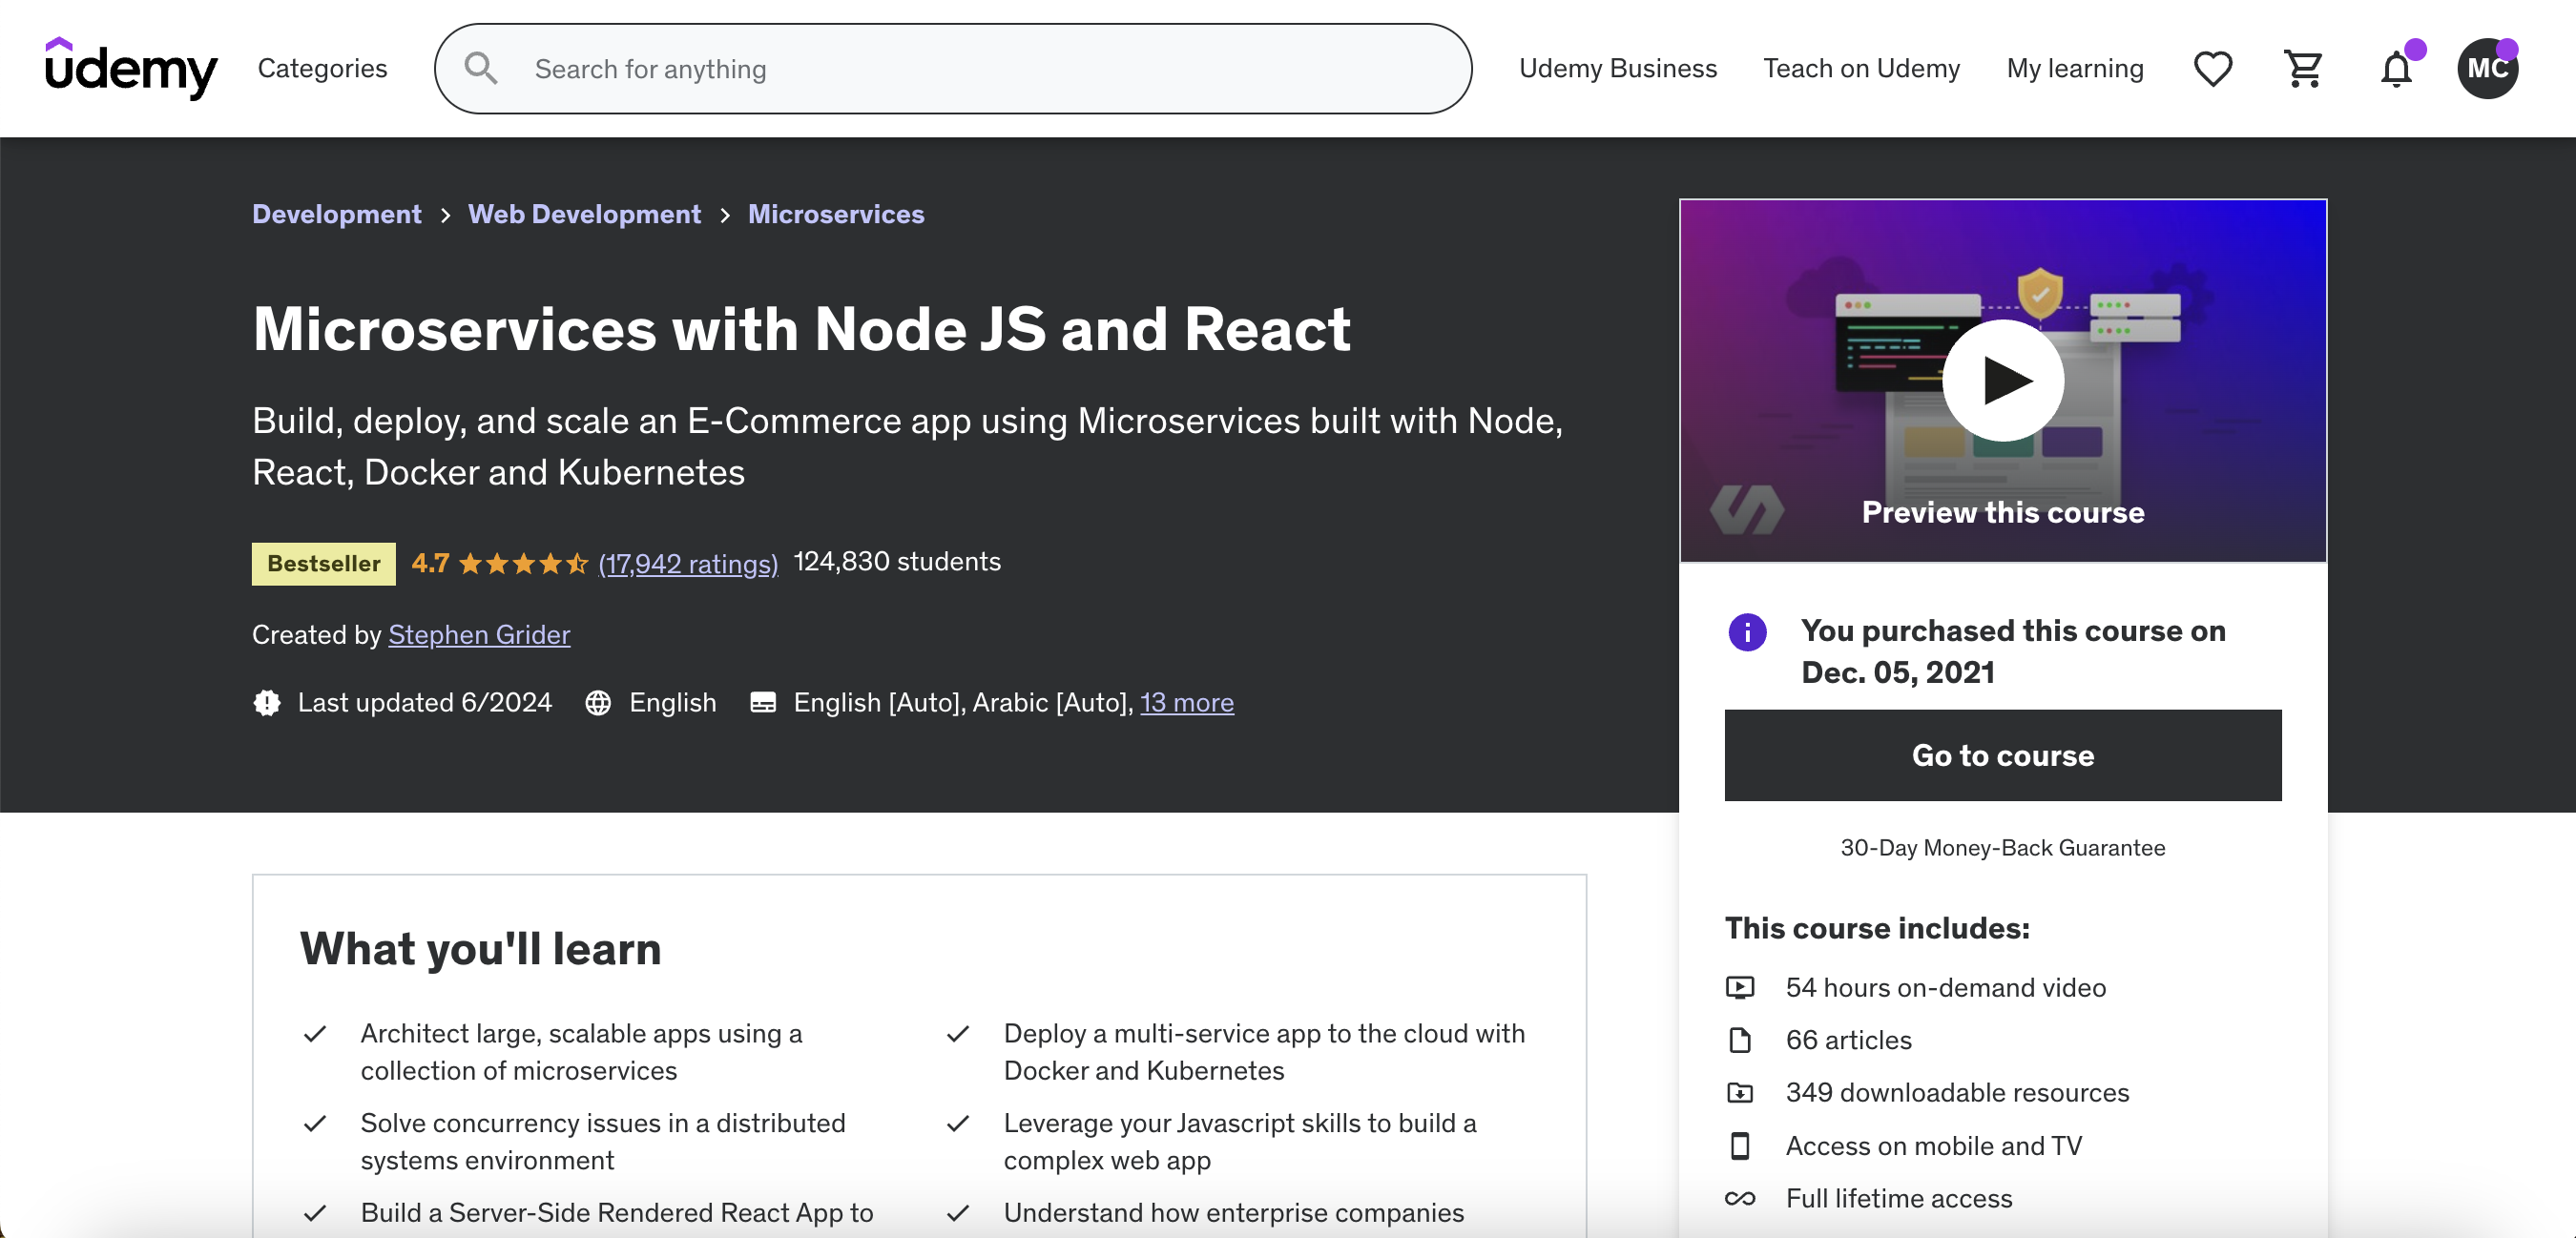 udemy
Categories
Search for anything
Udemy Business
Teach on Udemy
My learning
MC
Development > Web Development > Microservices
Microservices with Node JS and React
Build, deploy, and scale an E-Commerce app using Microservices built with Node,
React, Docker and Kubernetes
Bestseller 4.7 (17,942 ratings) 124,830 students
Created by Stephen Grider
Last updated 6/2024 English English [Auto], Arabic [Auto], 13 more
Preview this course
You purchased this course on
Dec. 05, 2021
Go to course
30-Day Money-Back Guarantee
This course includes:
54 hours on-demand video
66 articles
349 downloadable resources
Access on mobile and TV
Full lifetime access
What you'll learn
Architect large, scalable apps using a
collection of microservices
Deploy a multi-service app to the cloud with
Docker and Kubernetes
Solve concurrency issues in a distributed
systems environment
Leverage your Javascript skills to build a
complex web app
Build a Server-Side Rendered React App to
Understand how enterprise companies